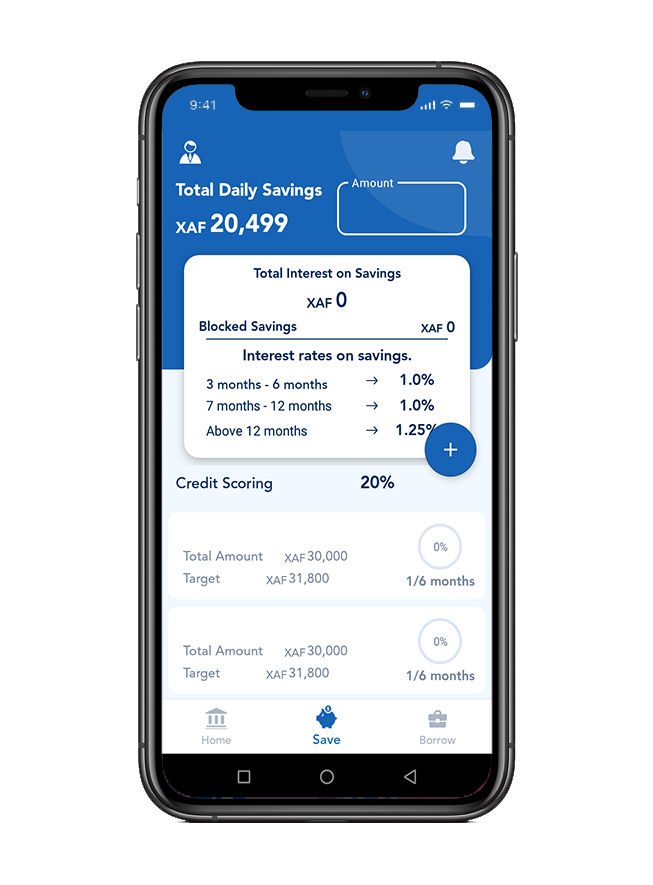 9:41
Total Daily Savings
XAF 20,499
Amount
Total Interest on Savings
XAF 0
Blocked Savings XAF 0
Interest rates on savings.
3 months - 6 months → 1.0%
7 months - 12 months → 1.0%
Above 12 months → 1.25%
+
Credit Scoring 20%
Total Amount XAF 30,000 0%
Target XAF 31,800 1/6 months
Total Amount XAF 30,000 0%
Target XAF 31,800 1/6 months
Home Save Borrow